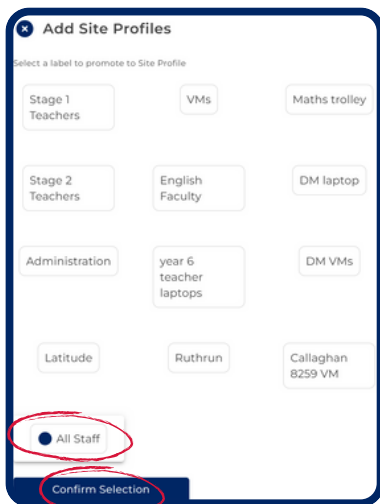 Add Site Profiles
Select a label to promote to Site Profile
Stage 1
Teachers
VMs
Maths trolley
Stage 2
Teachers
English
Faculty
DM laptop
Administration
year 6
teacher
laptops
DM VMs
Latitude
Ruthrun
Callaghan
8259 VM
All Staff
Confirm Selection